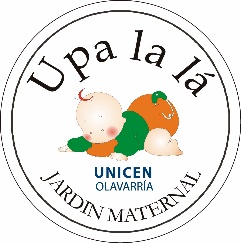 Upa la lá
UNICEN
OLAVARRÍA
JARDIN MATERNAL